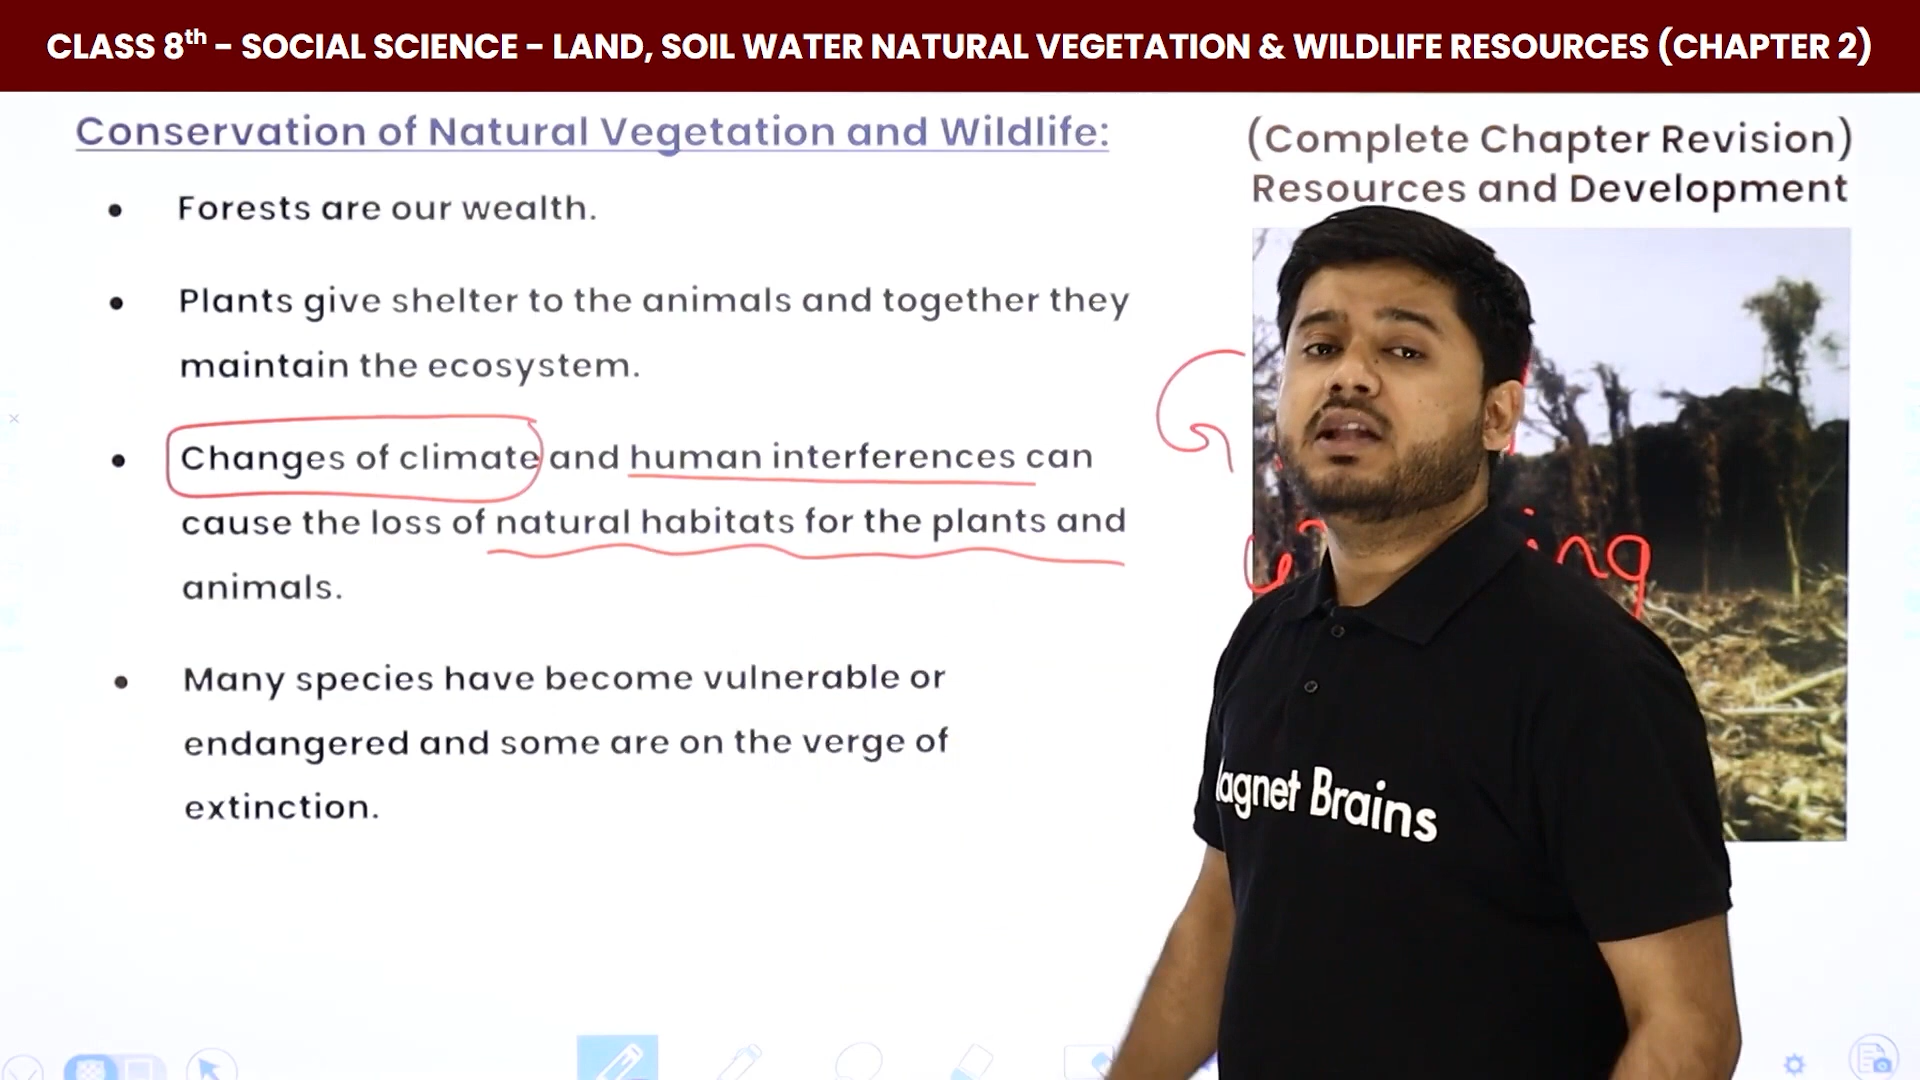 CLASS 8th – SOCIAL SCIENCE – LAND, SOIL WATER NATURAL VEGETATION & WILDLIFE RESOURCES (CHAPTER 2)
Conservation of Natural Vegetation and Wildlife:
(Complete Chapter Revision)
Resources and Development
• Forests are our wealth.
• Plants give shelter to the animals and together they
maintain the ecosystem.
• Changes of climate and human interferences can
cause the loss of natural habitats for the plants and
animals.
• Many species have become vulnerable or
endangered and some are on the verge of
extinction.
agnet Brains